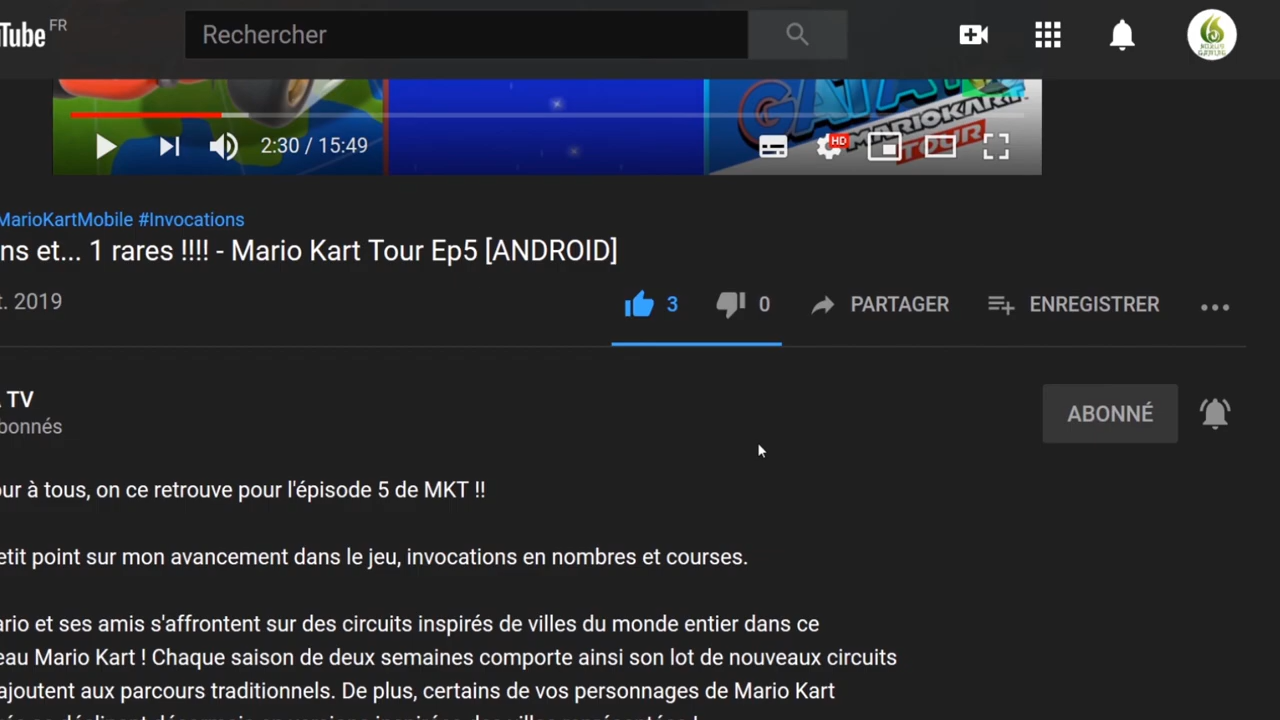 Tube FR
Rechercher
MARIOKART
TOUR
2:30 / 15:49
HD
MarioKartMobile #Invocations
ns et... 1 rares !!!! - Mario Kart Tour Ep5 [ANDROID]
t. 2019
3
0
PARTAGER
ENREGISTRER
TV
bonnés
ABONNÉ
our à tous, on ce retrouve pour l'épisode 5 de MKT !!
etit point sur mon avancement dans le jeu, invocations en nombres et courses.
ario et ses amis s'affrontent sur des circuits inspirés de villes du monde entier dans ce
eau Mario Kart ! Chaque saison de deux semaines comporte ainsi son lot de nouveaux circuits
ajoutent aux parcours traditionnels. De plus, certains de vos personnages de Mario Kart